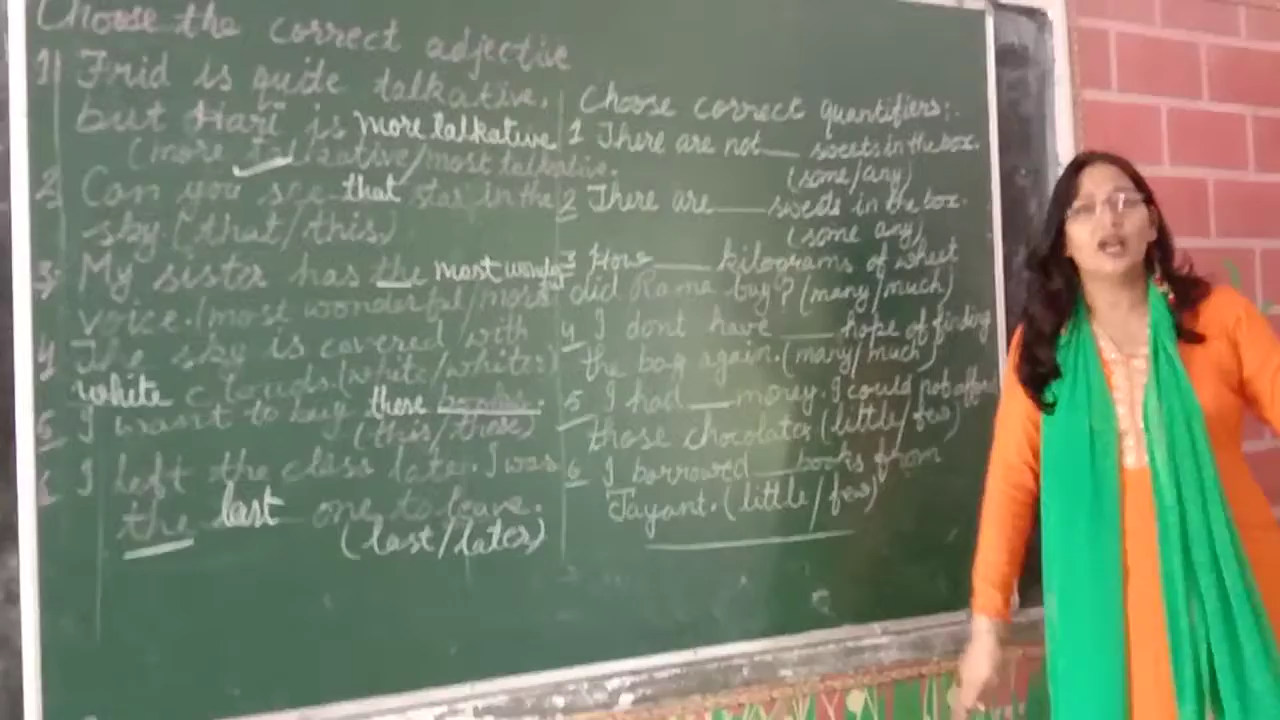 Choose the correct adjective
1) Frid is quide talkative,
but Hari is more talkative
(more talkative/most talkative.
2 Can you see that star in the
sky. (that/this)
3 My sister has the most wonder
voice. (most wonderful/more
4 The sky is covered with
white clouds. (white/whiter)
5 I want to buy these books.
(this/those)
6 I left the class late. I was
the last one to leave.
(last/later)
Choose correct quantifiers:
1 There are not ___ sweets in the box.
(some/any)
2 There are ___ sweets in the box.
(some any)
3 How ___ kilograms of wheet
did Rama buy? (many/much)
4 I dont have ___ hope of finding
the bag again. (many/much)
5 I had ___ money. I could not afford
those chocolates (little/few)
6 I borrowed ___ books from
Jayant. (little/few)